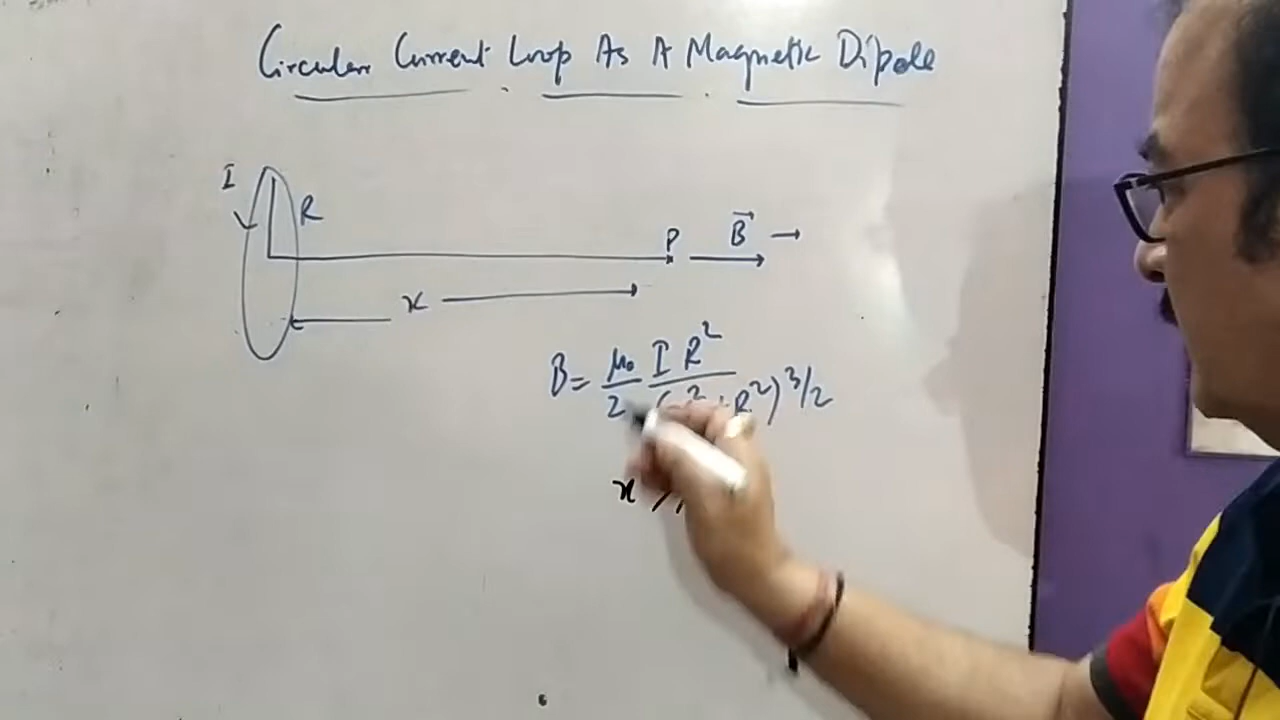 Circular Current Loop As A Magnetic Dipole
I
R
P
B⃗ →
x
B = μ₀/2 I R²/(x² + R²)^3/2
x